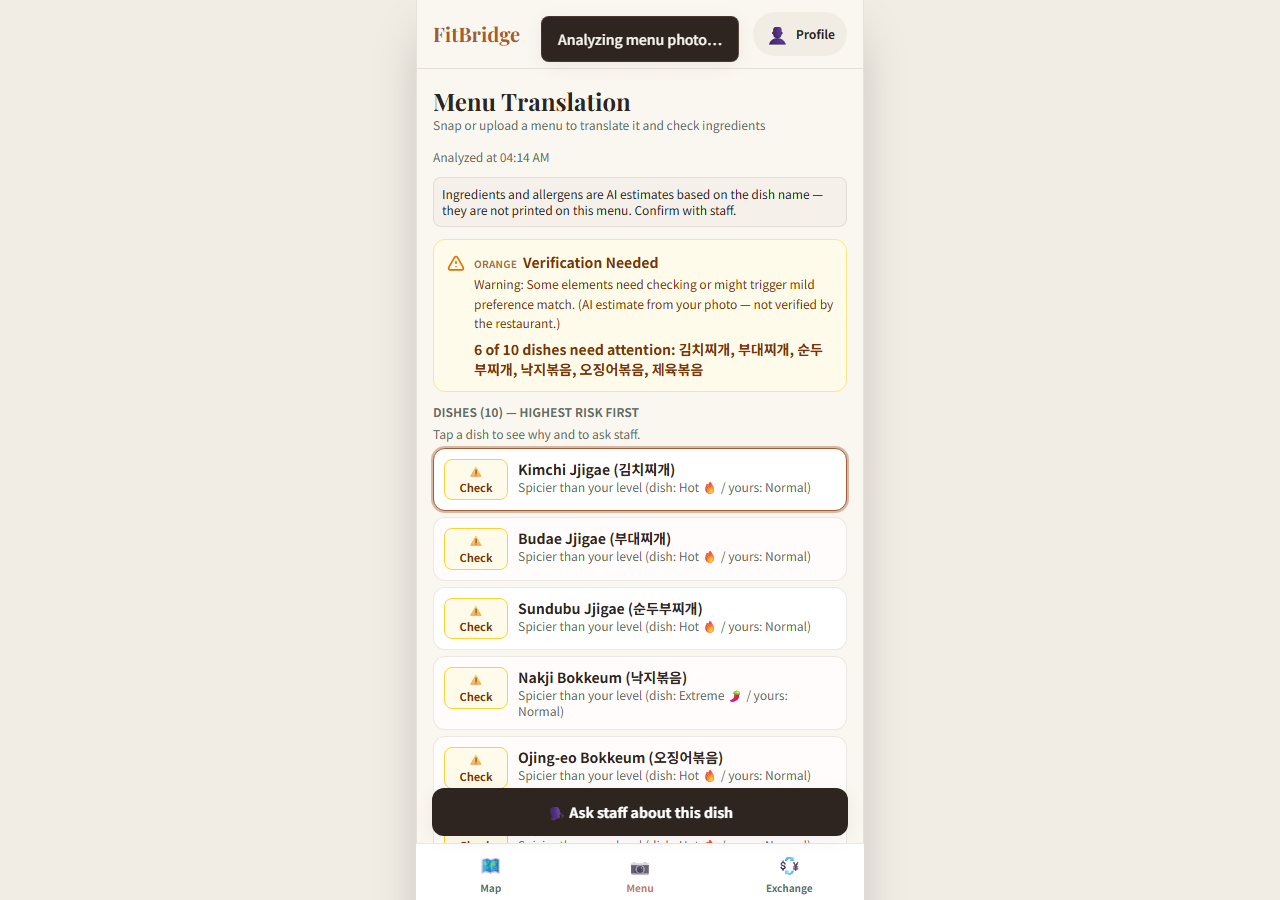 FitBridge
Analyzing menu photo…
Profile
Menu Translation
Snap or upload a menu to translate it and check ingredients
Analyzed at 04:14 AM
Ingredients and allergens are AI estimates based on the dish name —
they are not printed on this menu. Confirm with staff.
ORANGE Verification Needed
Warning: Some elements need checking or might trigger mild
preference match. (AI estimate from your photo — not verified by
the restaurant.)
6 of 10 dishes need attention: 김치찌개, 부대찌개, 순두
부찌개, 낙지볶음, 오징어볶음, 제육볶음
DISHES (10) — HIGHEST RISK FIRST
Tap a dish to see why and to ask staff.
Kimchi Jjigae (김치찌개)
Check
Spicier than your level (dish: Hot 🔥 / yours: Normal)
Budae Jjigae (부대찌개)
Check
Spicier than your level (dish: Hot 🔥 / yours: Normal)
Sundubu Jjigae (순두부찌개)
Check
Spicier than your level (dish: Hot 🔥 / yours: Normal)
Nakji Bokkeum (낙지볶음)
Check
Spicier than your level (dish: Extreme 🌶️ / yours:
Normal)
Ojing-eo Bokkeum (오징어볶음)
Check
Spicier than your level (dish: Hot 🔥 / yours: Normal)
Ask staff about this dish
Map
Menu
Exchange